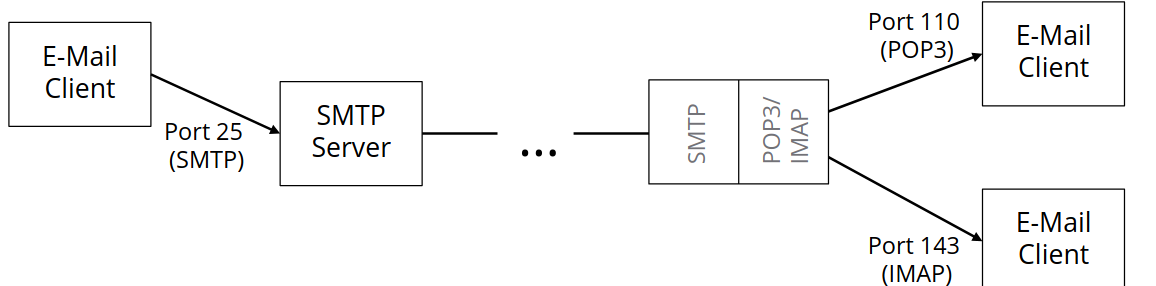 E-Mail
Client
Port 25
(SMTP)
SMTP
Server
...
SMTP
POP3/
IMAP
Port 110
(POP3)
E-Mail
Client
Port 143
(IMAP)
E-Mail
Client